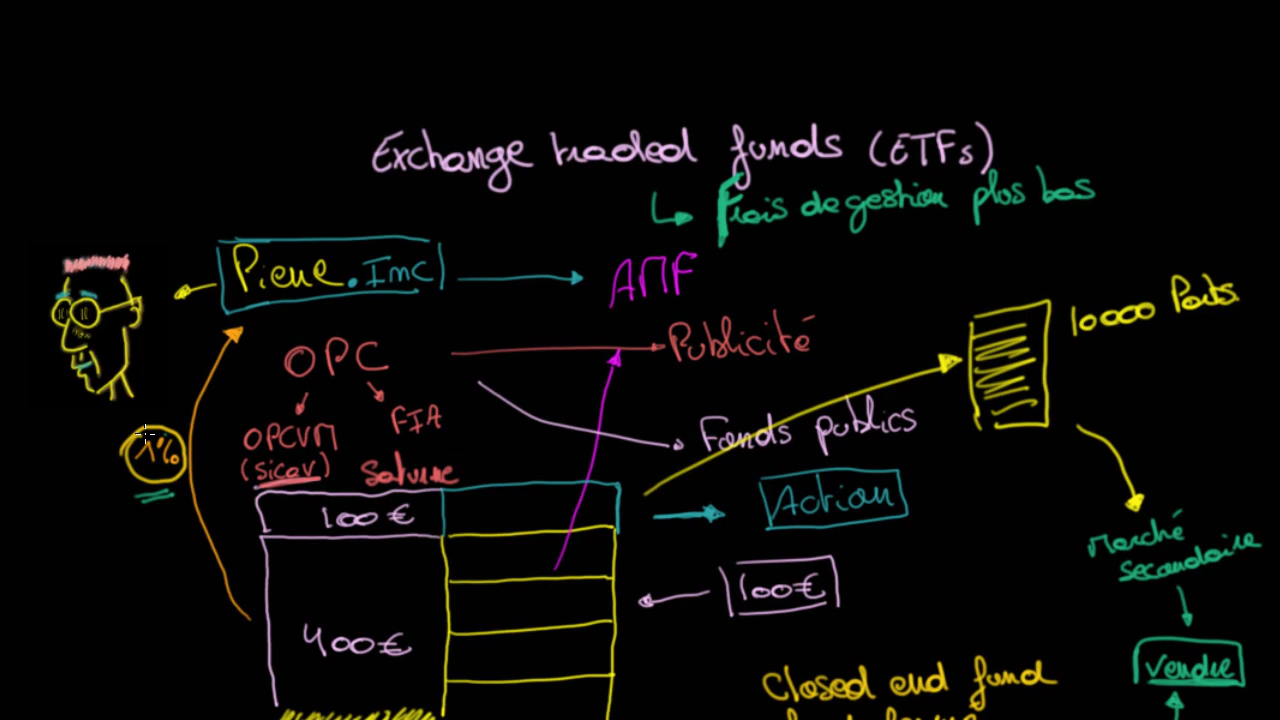 Exchange traded funds (ETFs)
Frais de gestion plus bas
Pierre.Inc
AMF
10000 Parts
OPC
Publicité
OPCVM
(sicav)
FIA
Fonds publics
1%
100€
Action
Marché
secondaire
100€
400€
Vendre
Closed end fund